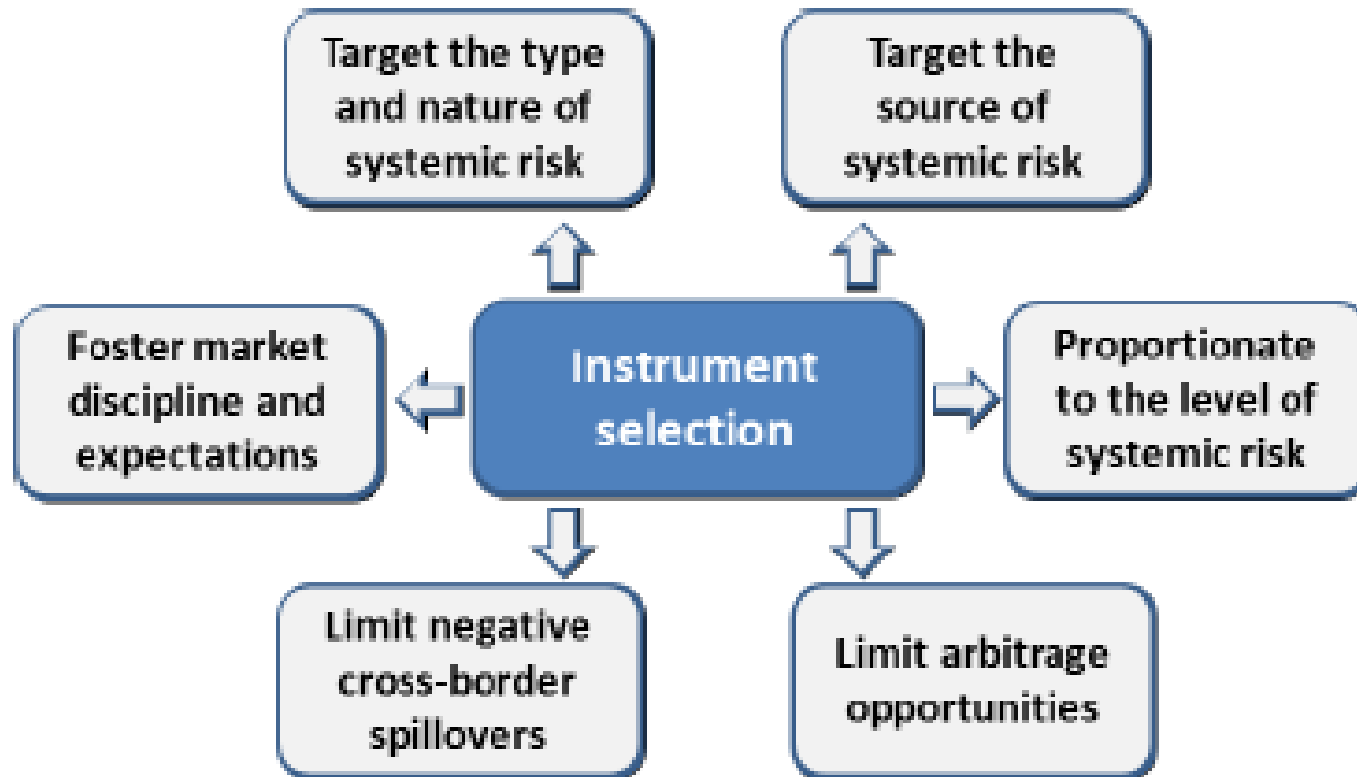 Target the type
and nature of
systemic risk
Target the
source of
systemic risk
Foster market
discipline and
expectations
Instrument
selection
Proportionate
to the level of
systemic risk
Limit negative
cross-border
spillovers
Limit arbitrage
opportunities